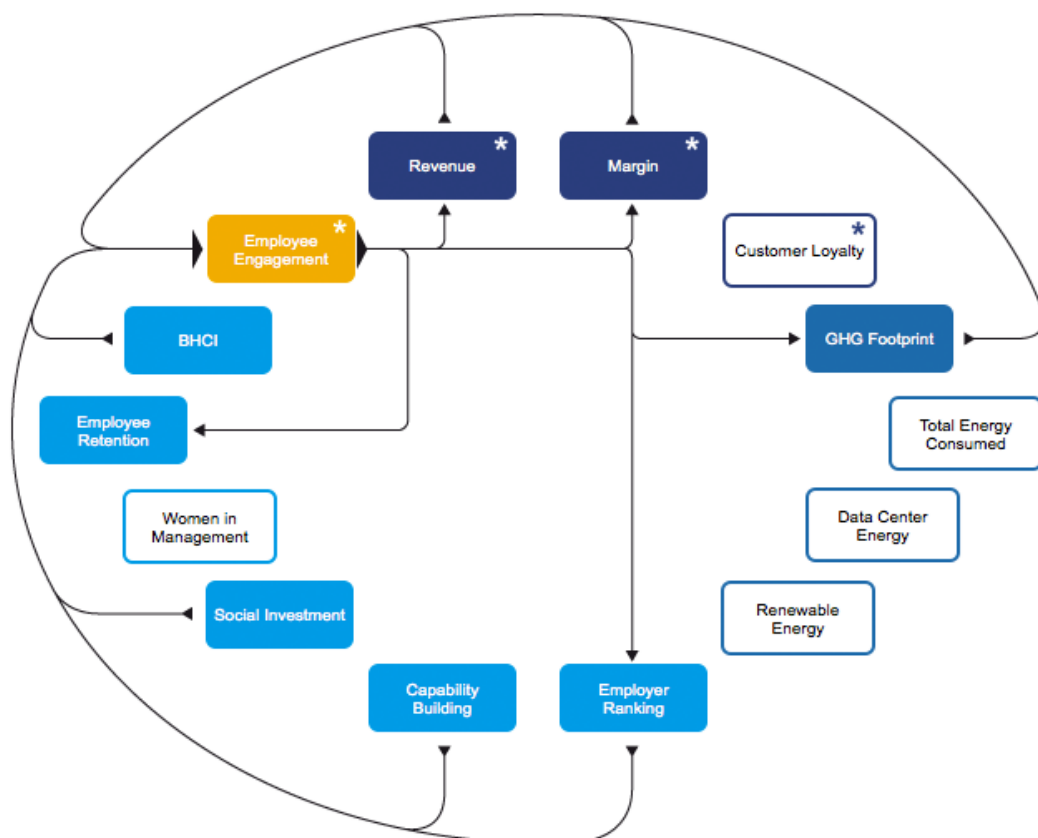 Revenue *
Margin *
Employee *
Engagement
Customer Loyalty *
BHCI
GHG Footprint
Employee
Retention
Total Energy
Consumed
Women in
Management
Data Center
Energy
Social Investment
Renewable
Energy
Capability
Building
Employer
Ranking